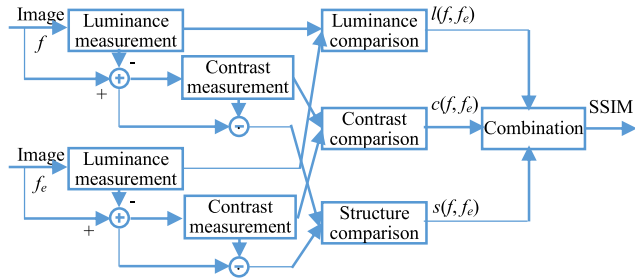 Image
f
Luminance
measurement
-
+
+
Contrast
measurement
-
Luminance
comparison
l(f, fe)
Contrast
comparison
c(f, fe)
Combination
SSIM
Image
fe
Luminance
measurement
-
+
+
Contrast
measurement
-
Structure
comparison
s(f, fe)